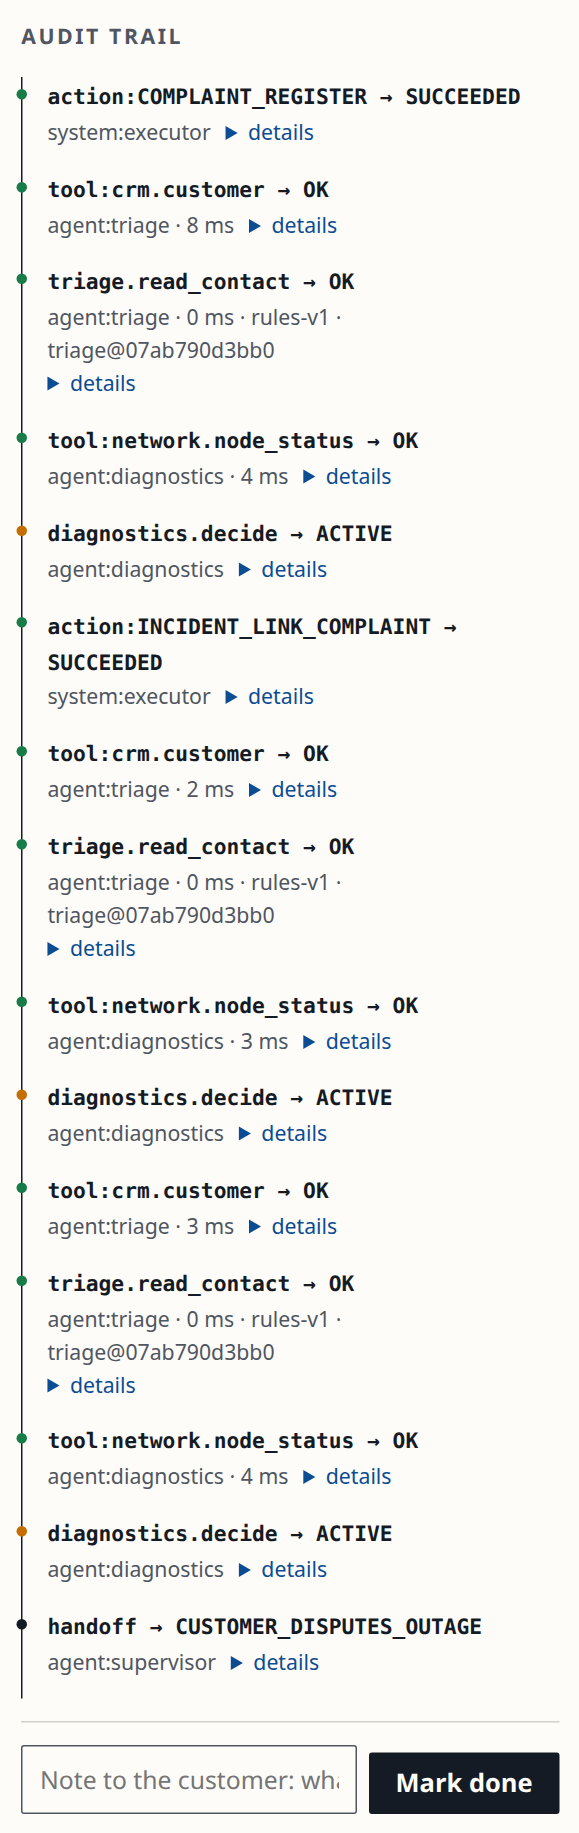 AUDIT TRAIL
action:COMPLAINT_REGISTER → SUCCEEDED
system:executor ▶ details
tool:crm.customer → OK
agent:triage · 8 ms ▶ details
triage.read_contact → OK
agent:triage · 0 ms · rules-v1 ·
triage@07ab790d3bb0
▶ details
tool:network.node_status → OK
agent:diagnostics · 4 ms ▶ details
diagnostics.decide → ACTIVE
agent:diagnostics ▶ details
action:INCIDENT_LINK_COMPLAINT →
SUCCEEDED
system:executor ▶ details
tool:crm.customer → OK
agent:triage · 2 ms ▶ details
triage.read_contact → OK
agent:triage · 0 ms · rules-v1 ·
triage@07ab790d3bb0
▶ details
tool:network.node_status → OK
agent:diagnostics · 3 ms ▶ details
diagnostics.decide → ACTIVE
agent:diagnostics ▶ details
tool:crm.customer → OK
agent:triage · 3 ms ▶ details
triage.read_contact → OK
agent:triage · 0 ms · rules-v1 ·
triage@07ab790d3bb0
▶ details
tool:network.node_status → OK
agent:diagnostics · 4 ms ▶ details
diagnostics.decide → ACTIVE
agent:diagnostics ▶ details
handoff → CUSTOMER_DISPUTES_OUTAGE
agent:supervisor ▶ details
Note to the customer:
Mark done